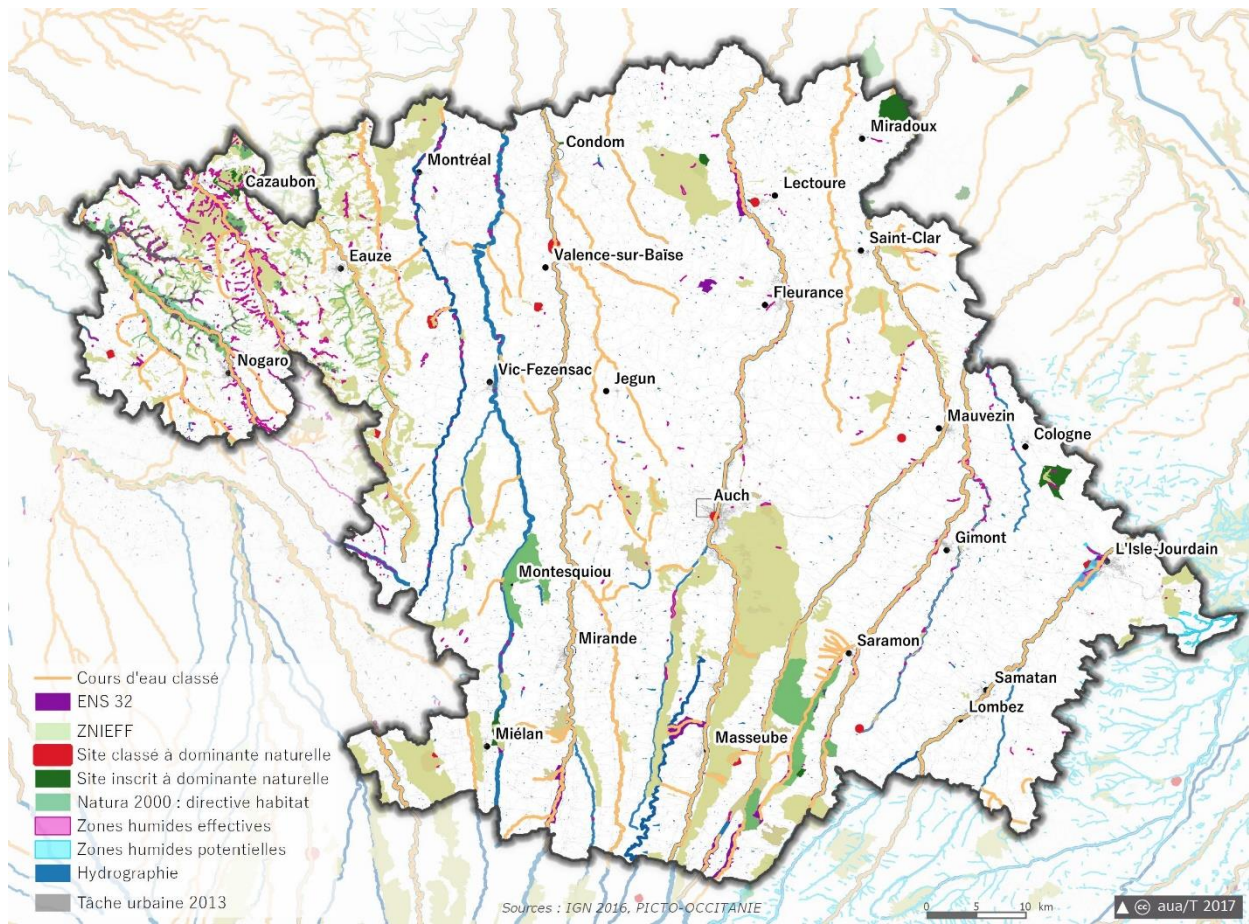 Miradoux
Condom
Montréal
Cazaubon
Lectoure
Saint-Clar
Valence-sur-Baïse
Eauze
Fleurance
Nogaro
Vic-Fezensac
Jegun
Mauvezin
Cologne
Auch
Gimont
L'Isle-Jourdain
Montesquiou
Mirande
Saramon
Samatan
Lombez
Miélan
Masseube
Cours d'eau classé
ENS 32
ZNIEFF
Site classé à dominante naturelle
Site inscrit à dominante naturelle
Natura 2000 : directive habitat
Zones humides effectives
Zones humides potentielles
Hydrographie
Tâche urbaine 2013
Sources : IGN 2016, PICTO-OCCITANIE
0 10 km
cc aua/T 2017